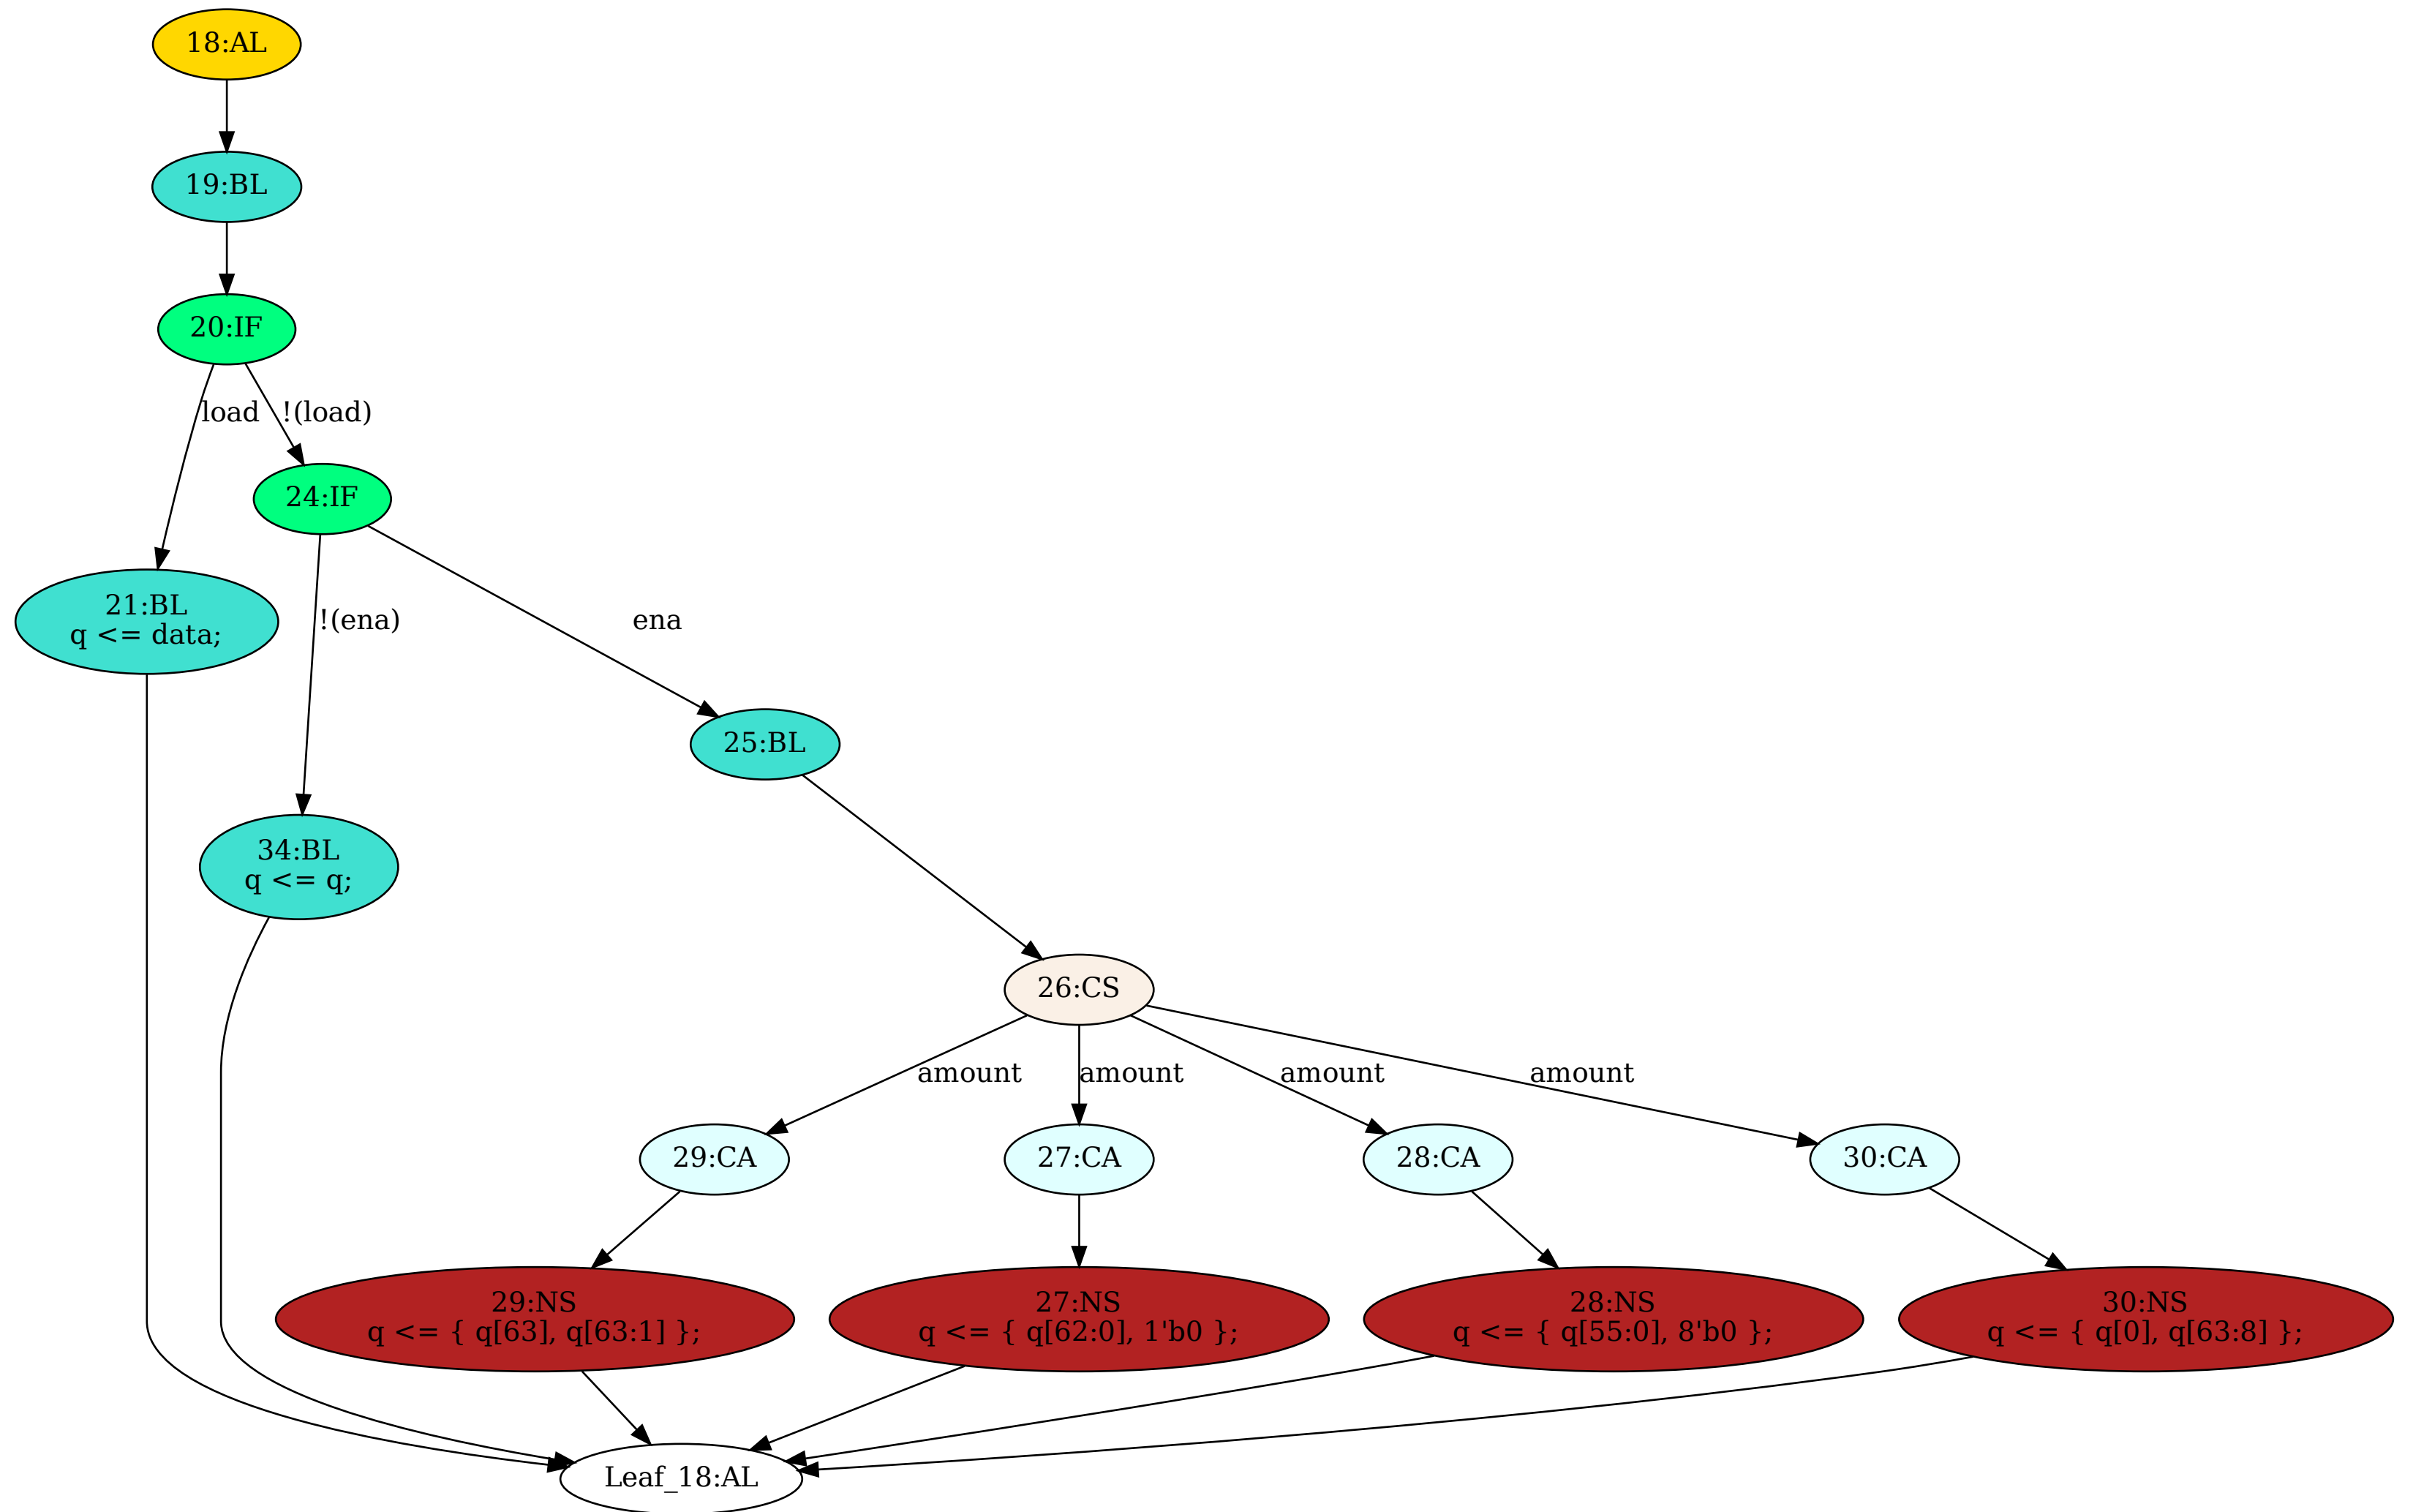 18:AL
19:BL
20:IF
load
!(load)
24:IF
21:BL
q <= data;
!(ena)
ena
25:BL
34:BL
q <= q;
26:CS
amount
amount
amount
amount
29:CA
27:CA
28:CA
30:CA
29:NS
q <= { q[63], q[63:1] };
27:NS
q <= { q[62:0], 1'b0 };
28:NS
q <= { q[55:0], 8'b0 };
30:NS
q <= { q[0], q[63:8] };
Leaf_18:AL